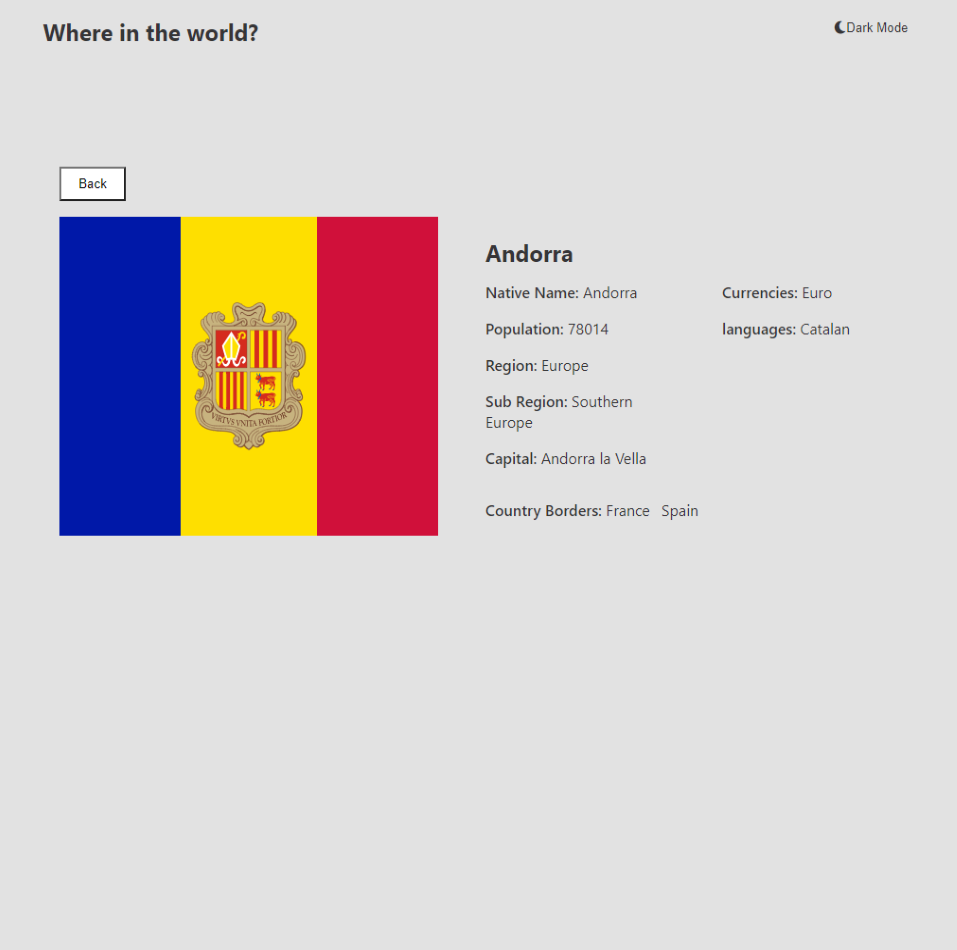 Where in the world?
Dark Mode
Back
VIRTVS VNITA FORTIOR
Andorra
Native Name: Andorra
Population: 78014
Region: Europe
Sub Region: Southern
Europe
Capital: Andorra la Vella
Currencies: Euro
languages: Catalan
Country Borders: France Spain